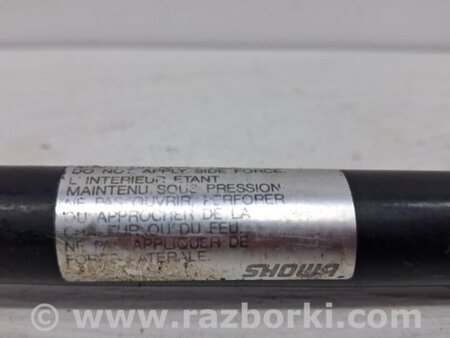 DO NOT APPLY SIDE FORCE.
L'INTERIEUR ETANT
MAINTENU SOUS PRESSION
NE PAS OUVRIR, PERFORER
OU APPROCHER DE LA
CHALEUR OU DU FEU.
NE PAS APPLIQUER DE
FORCE LATERALE.
SHOWA
www.razborki.com